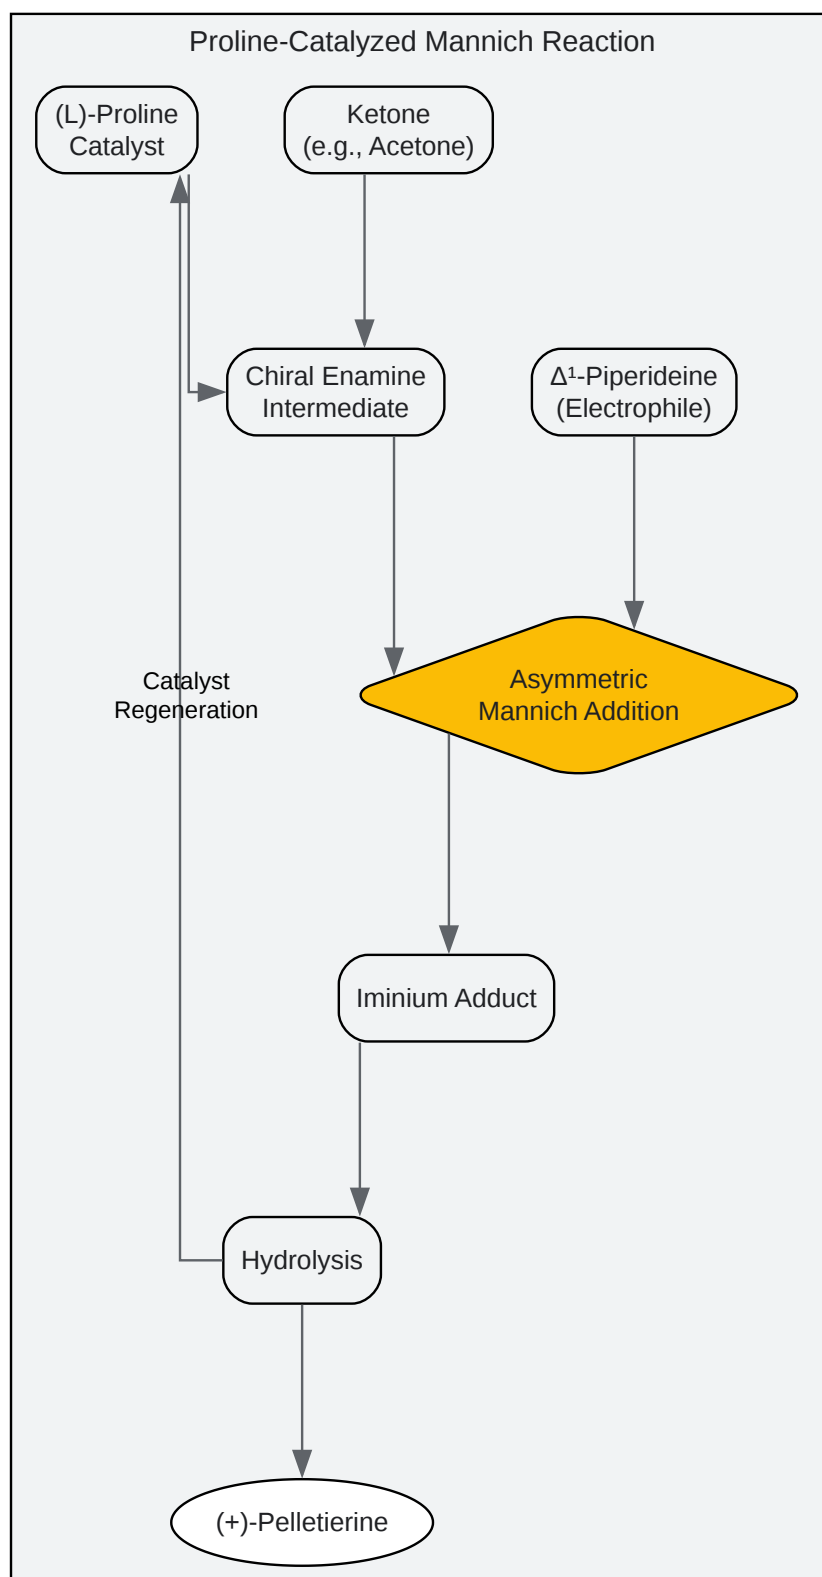 Proline-Catalyzed Mannich Reaction
(L)-Proline
Catalyst
Ketone
(e.g., Acetone)
Chiral Enamine
Intermediate
Δ¹-Piperideine
(Electrophile)
Asymmetric
Mannich Addition
Catalyst
Regeneration
Iminium Adduct
Hydrolysis
(+)-Pelletierine